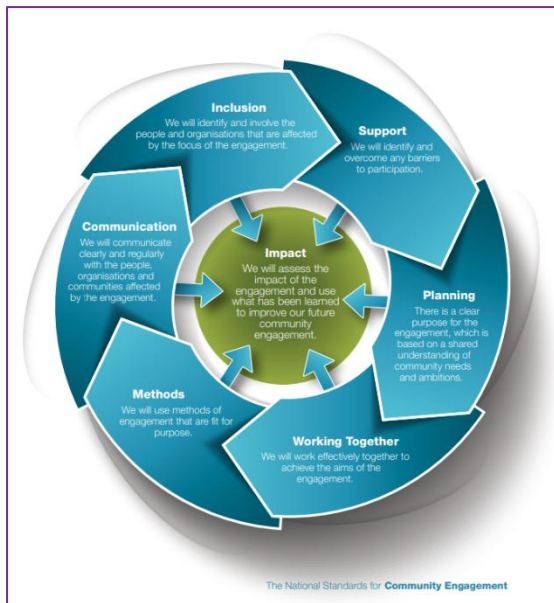 Inclusion
We will identify and involve the
people and organisations that are affected
by the focus of the engagement.
Support
We will identify and
overcome any barriers
to participation.
Planning
There is a clear
purpose for the
engagement, which is
based on a shared
understanding of
community needs
and ambitions.
Working Together
We will work effectively together to
achieve the aims of the
engagement.
Methods
We will use methods of
engagement that are fit for
purpose.
Communication
We will communicate
clearly and regularly
with the people,
organisations and
communities affected
by the engagement.
Impact
We will assess the
impact of the
engagement and use
what has been learned
to improve our future
community
engagement.
The National Standards for Community Engagement